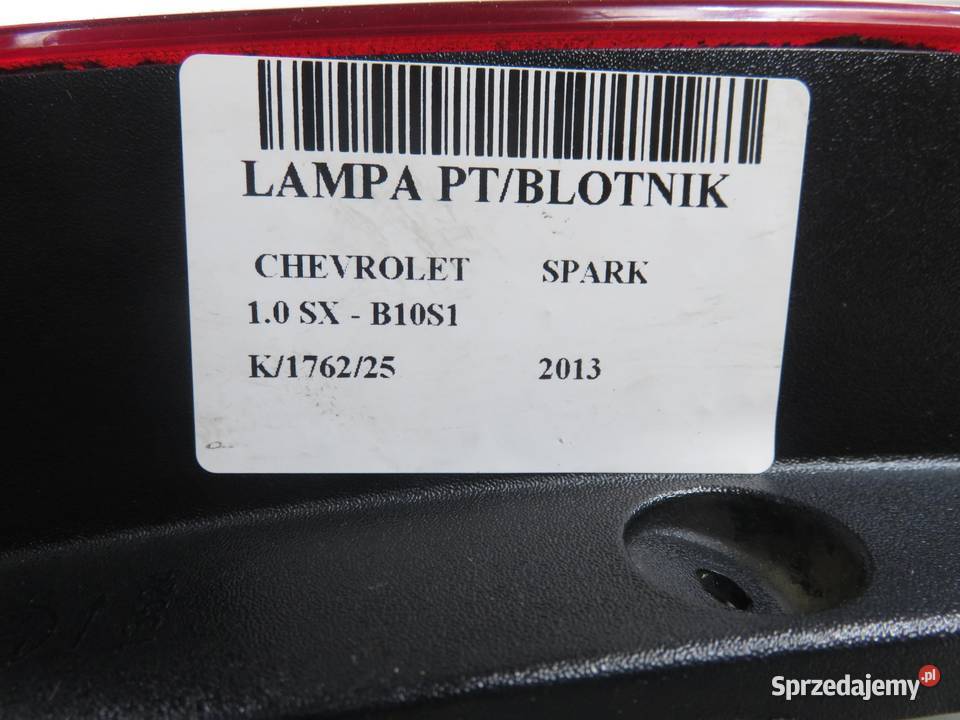 LAMPA PT/BLOTNIK
CHEVROLET SPARK
1.0 SX - B10S1
K/1762/25 2013
Sprzedajemy.pl